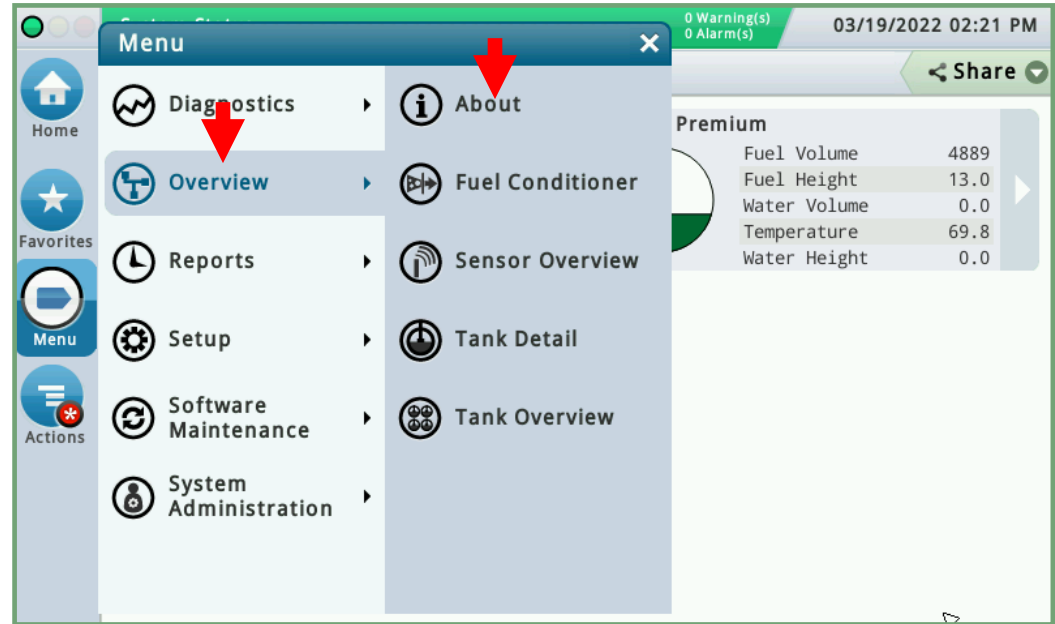 0 Warning(s)
0 Alarm(s)
03/19/2022 02:21 PM
Menu
Share
Home
Favorites
Menu
Actions
Diagnostics
Overview
Reports
Setup
Software
Maintenance
System
Administration
About
Fuel Conditioner
Sensor Overview
Tank Detail
Tank Overview
Premium
Fuel Volume 4889
Fuel Height 13.0
Water Volume 0.0
Temperature 69.8
Water Height 0.0